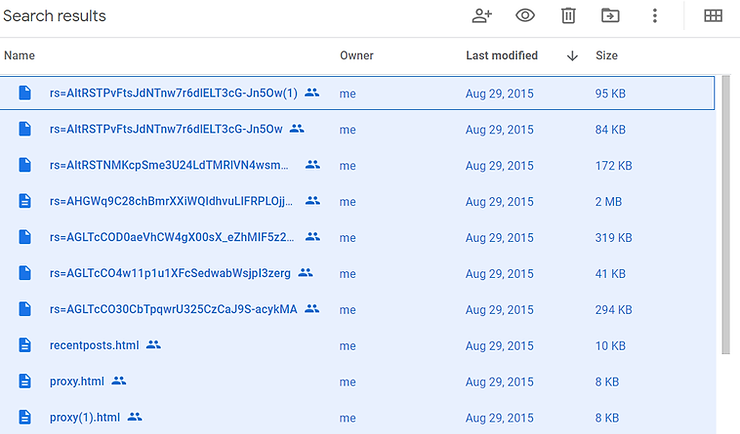 Search results
Name Owner Last modified Size
rs=AItRSTPvFtsJdNTnw7r6dlELT3cG-Jn5Ow(1) me Aug 29, 2015 95 KB
rs=AItRSTPvFtsJdNTnw7r6dlELT3cG-Jn5Ow me Aug 29, 2015 84 KB
rs=AItRSTNMKcpSme3U24LdTMRIVN4wsm... me Aug 29, 2015 172 KB
rs=AHGWq9C28chBmrXXiWQIdhvuLIFRPLOjj... me Aug 29, 2015 2 MB
rs=AGLTcCOD0aeVhCW4gX00sX_eZhMIF5z2... me Aug 29, 2015 319 KB
rs=AGLTcCO4w11p1u1XFcSedwabWsjpI3zerg me Aug 29, 2015 41 KB
rs=AGLTcCO30CbTpqwrU325CzCaJ9S-acykMA me Aug 29, 2015 294 KB
recentposts.html me Aug 29, 2015 10 KB
proxy.html me Aug 29, 2015 8 KB
proxy(1).html me Aug 29, 2015 8 KB